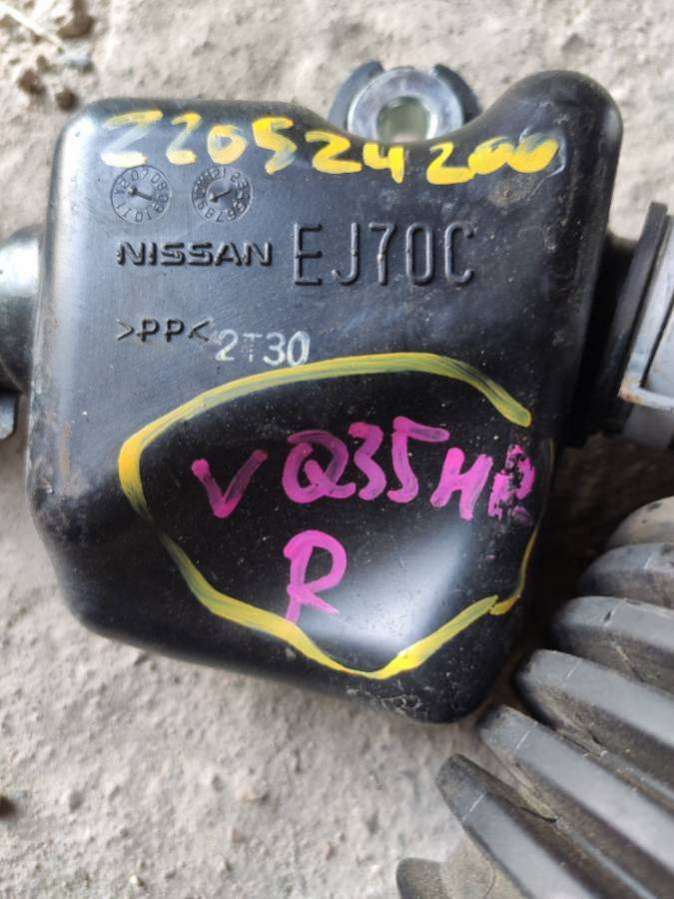 220524200
NISSAN EJ70C
>PP< 2T30
VQ35HR
R